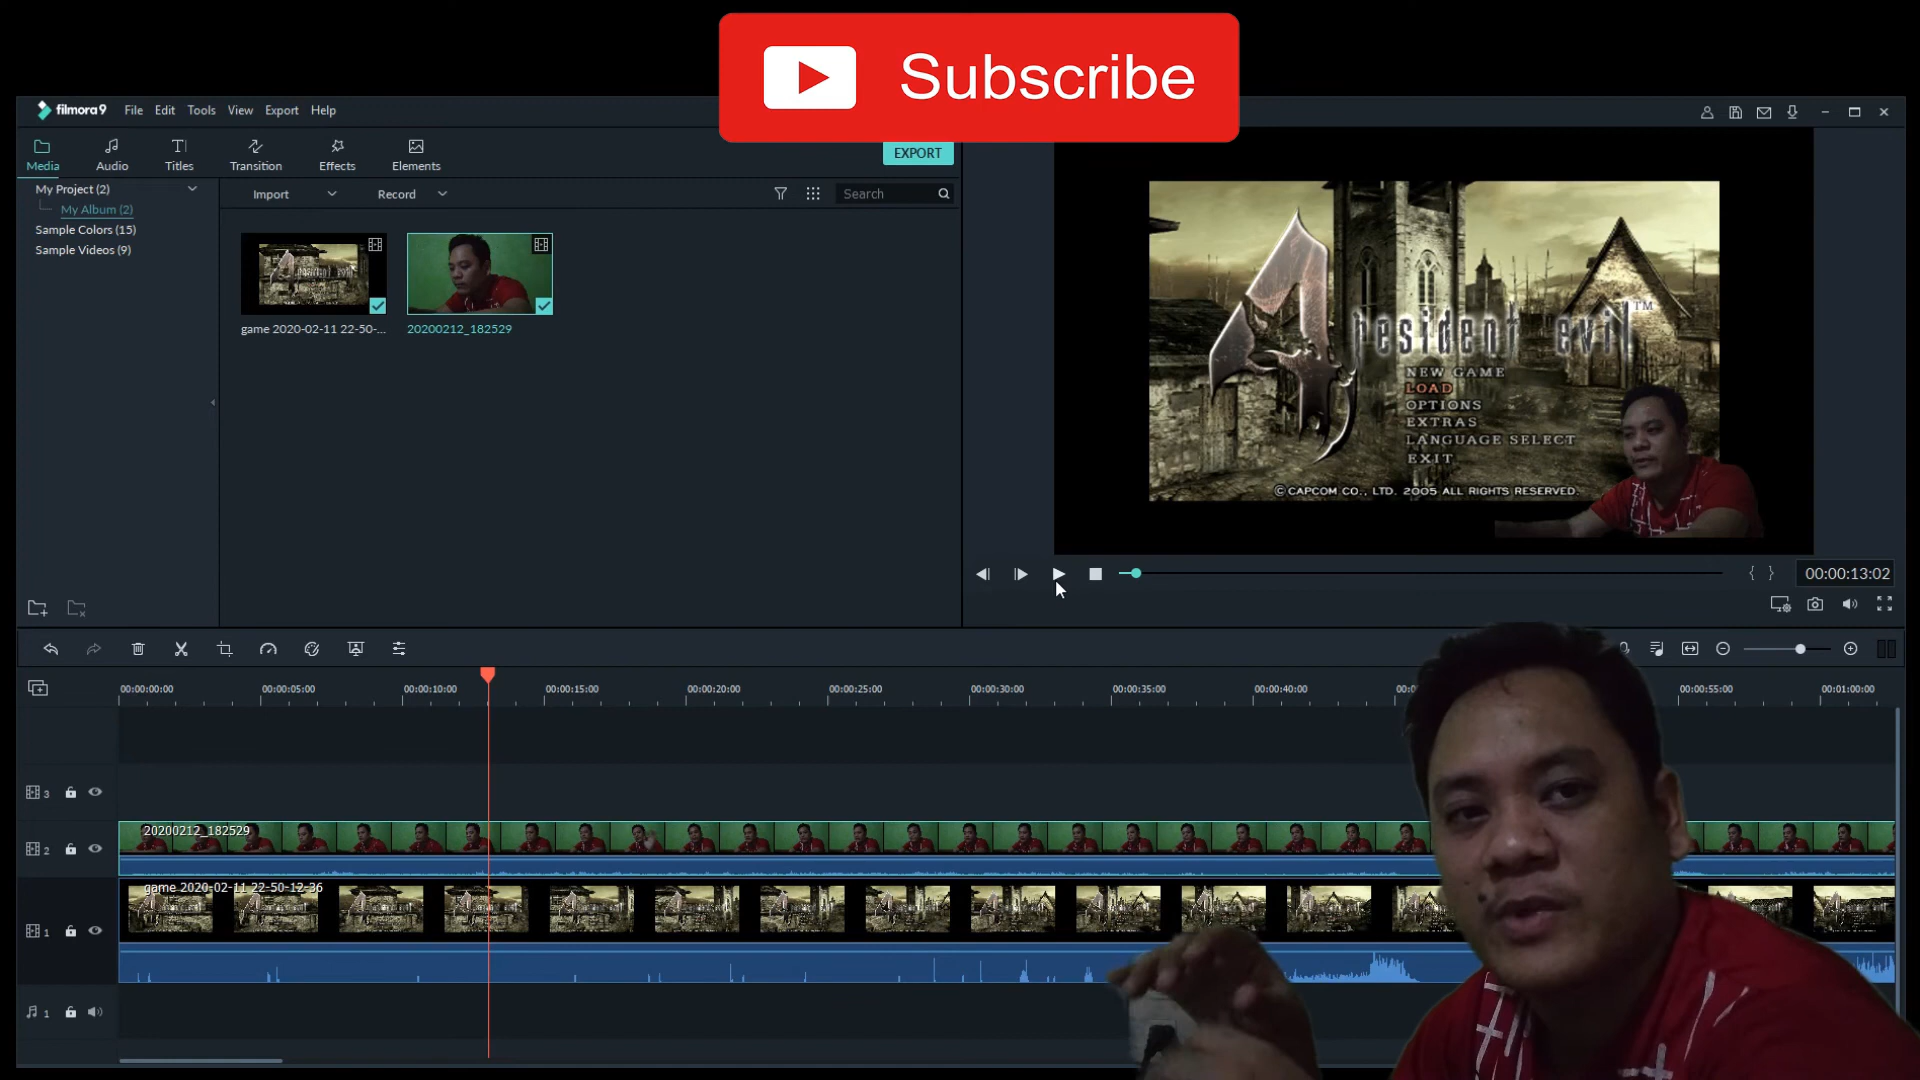 Subscribe
filmora9 File Edit Tools View Export Help
Media Audio Titles Transition Effects Elements EXPORT
My Project (2)
My Album (2)
Sample Colors (15)
Sample Videos (9)
Import Record Search
game 2020-02-11 22-50-...
20200212_182529
4
resident evil™
NEW GAME
LOAD
OPTIONS
EXTRAS
LANGUAGE SELECT
EXIT
© CAPCOM CO., LTD. 2005 ALL RIGHTS RESERVED.
{ } 00:00:13:02
00:00:00:00 00:00:05:00 00:00:10:00 00:00:15:00 00:00:20:00 00:00:25:00 00:00:30:00 00:00:35:00 00:00:40:00 00:00:55:00 00:01:00:00
3
2
20200212_182529
1
game 2020-02-11 22-50-12-36
1